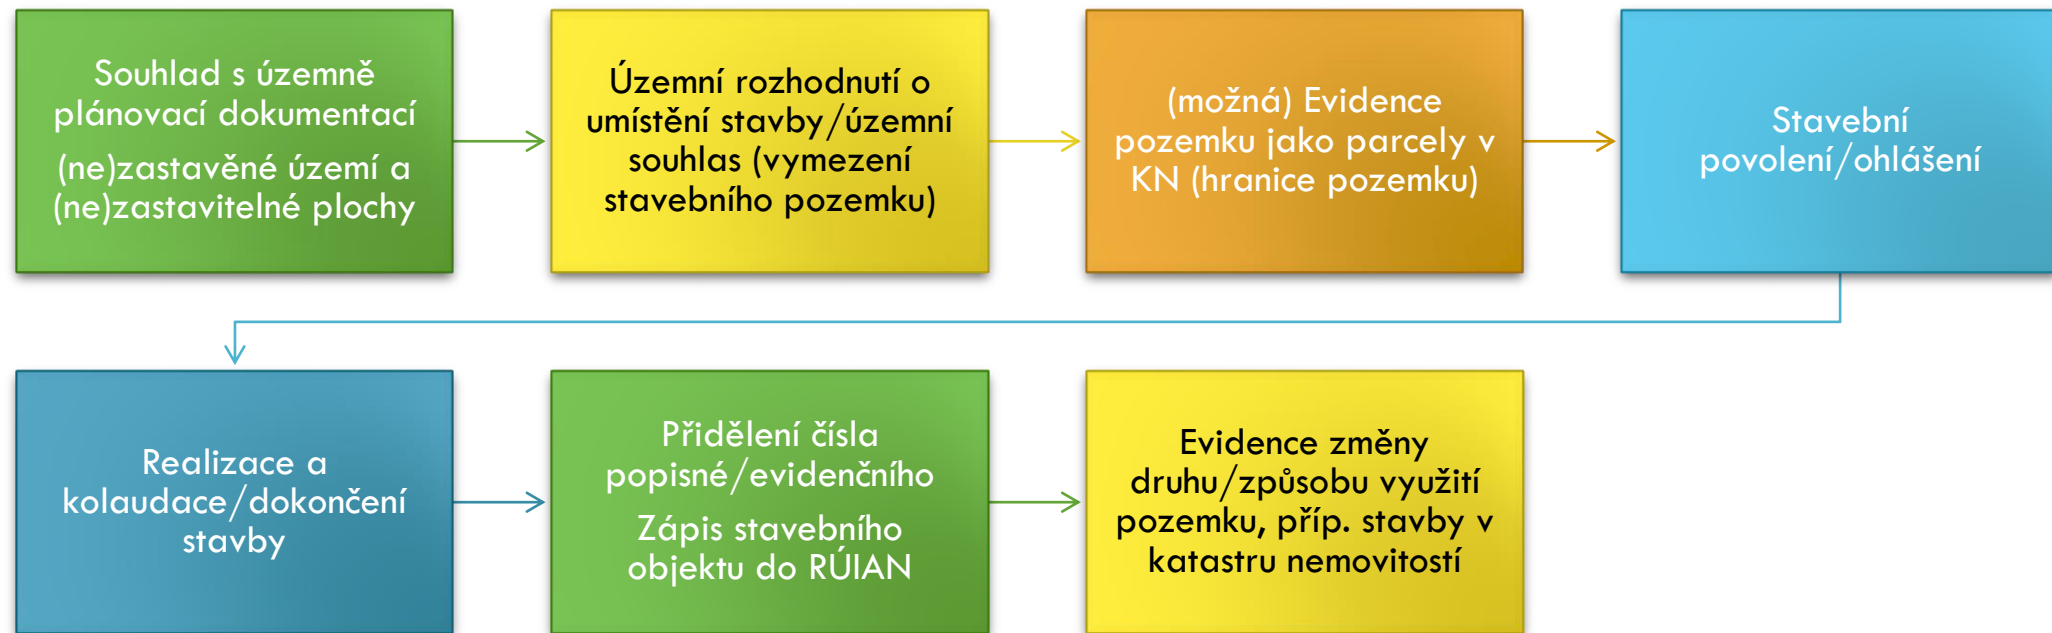 Souhlad s územně
plánovací dokumentací
(ne)zastavěné území a
(ne)zastavitelné plochy
Územní rozhodnutí o
umístění stavby/územní
souhlas (vymezení
stavebního pozemku)
(možná) Evidence
pozemku jako parcely v
KN (hranice pozemku)
Stavební
povolení/ohlášení
Realizace a
kolaudace/dokončení
stavby
Přidělení čísla
popisné/evidenčního
Zápis stavebního
objektu do RÚIAN
Evidence změny
druhu/způsobu využití
pozemku, příp. stavby v
katastru nemovitostí